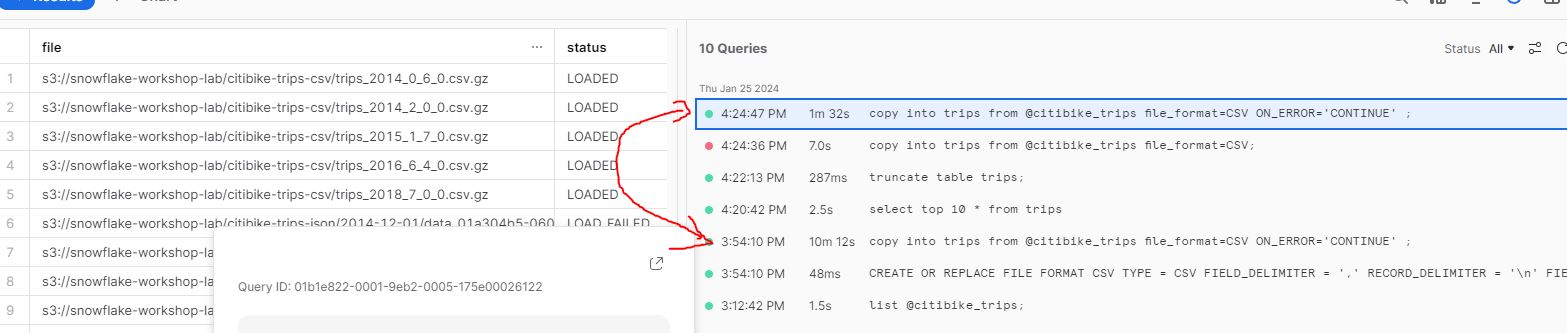 Results
Chart
file ... status
1 s3://snowflake-workshop-lab/citibike-trips-csv/trips_2014_0_6_0.csv.gz LOADED
2 s3://snowflake-workshop-lab/citibike-trips-csv/trips_2014_2_0_0.csv.gz LOADED
3 s3://snowflake-workshop-lab/citibike-trips-csv/trips_2015_1_7_0.csv.gz LOADED
4 s3://snowflake-workshop-lab/citibike-trips-csv/trips_2016_6_4_0.csv.gz LOADED
5 s3://snowflake-workshop-lab/citibike-trips-csv/trips_2018_7_0_0.csv.gz LOADED
6 s3://snowflake-workshop-lab/citibike-trips-json/2014-12-01/data_01a304b5-060 LOAD_FAILED
7 s3://snowflake-workshop-la
8 s3://snowflake-workshop-la
9 s3://snowflake-workshop-la
Query ID: 01b1e822-0001-9eb2-0005-175e00026122
10 Queries
Status All
Thu Jan 25 2024
4:24:47 PM 1m 32s copy into trips from @citibike_trips file_format=CSV ON_ERROR='CONTINUE' ;
4:24:36 PM 7.0s copy into trips from @citibike_trips file_format=CSV;
4:22:13 PM 287ms truncate table trips;
4:20:42 PM 2.5s select top 10 * from trips
3:54:10 PM 10m 12s copy into trips from @citibike_trips file_format=CSV ON_ERROR='CONTINUE' ;
3:54:10 PM 48ms CREATE OR REPLACE FILE FORMAT CSV TYPE = CSV FIELD_DELIMITER = ',' RECORD_DELIMITER = '\n' FIE
3:12:42 PM 1.5s list @citibike_trips;